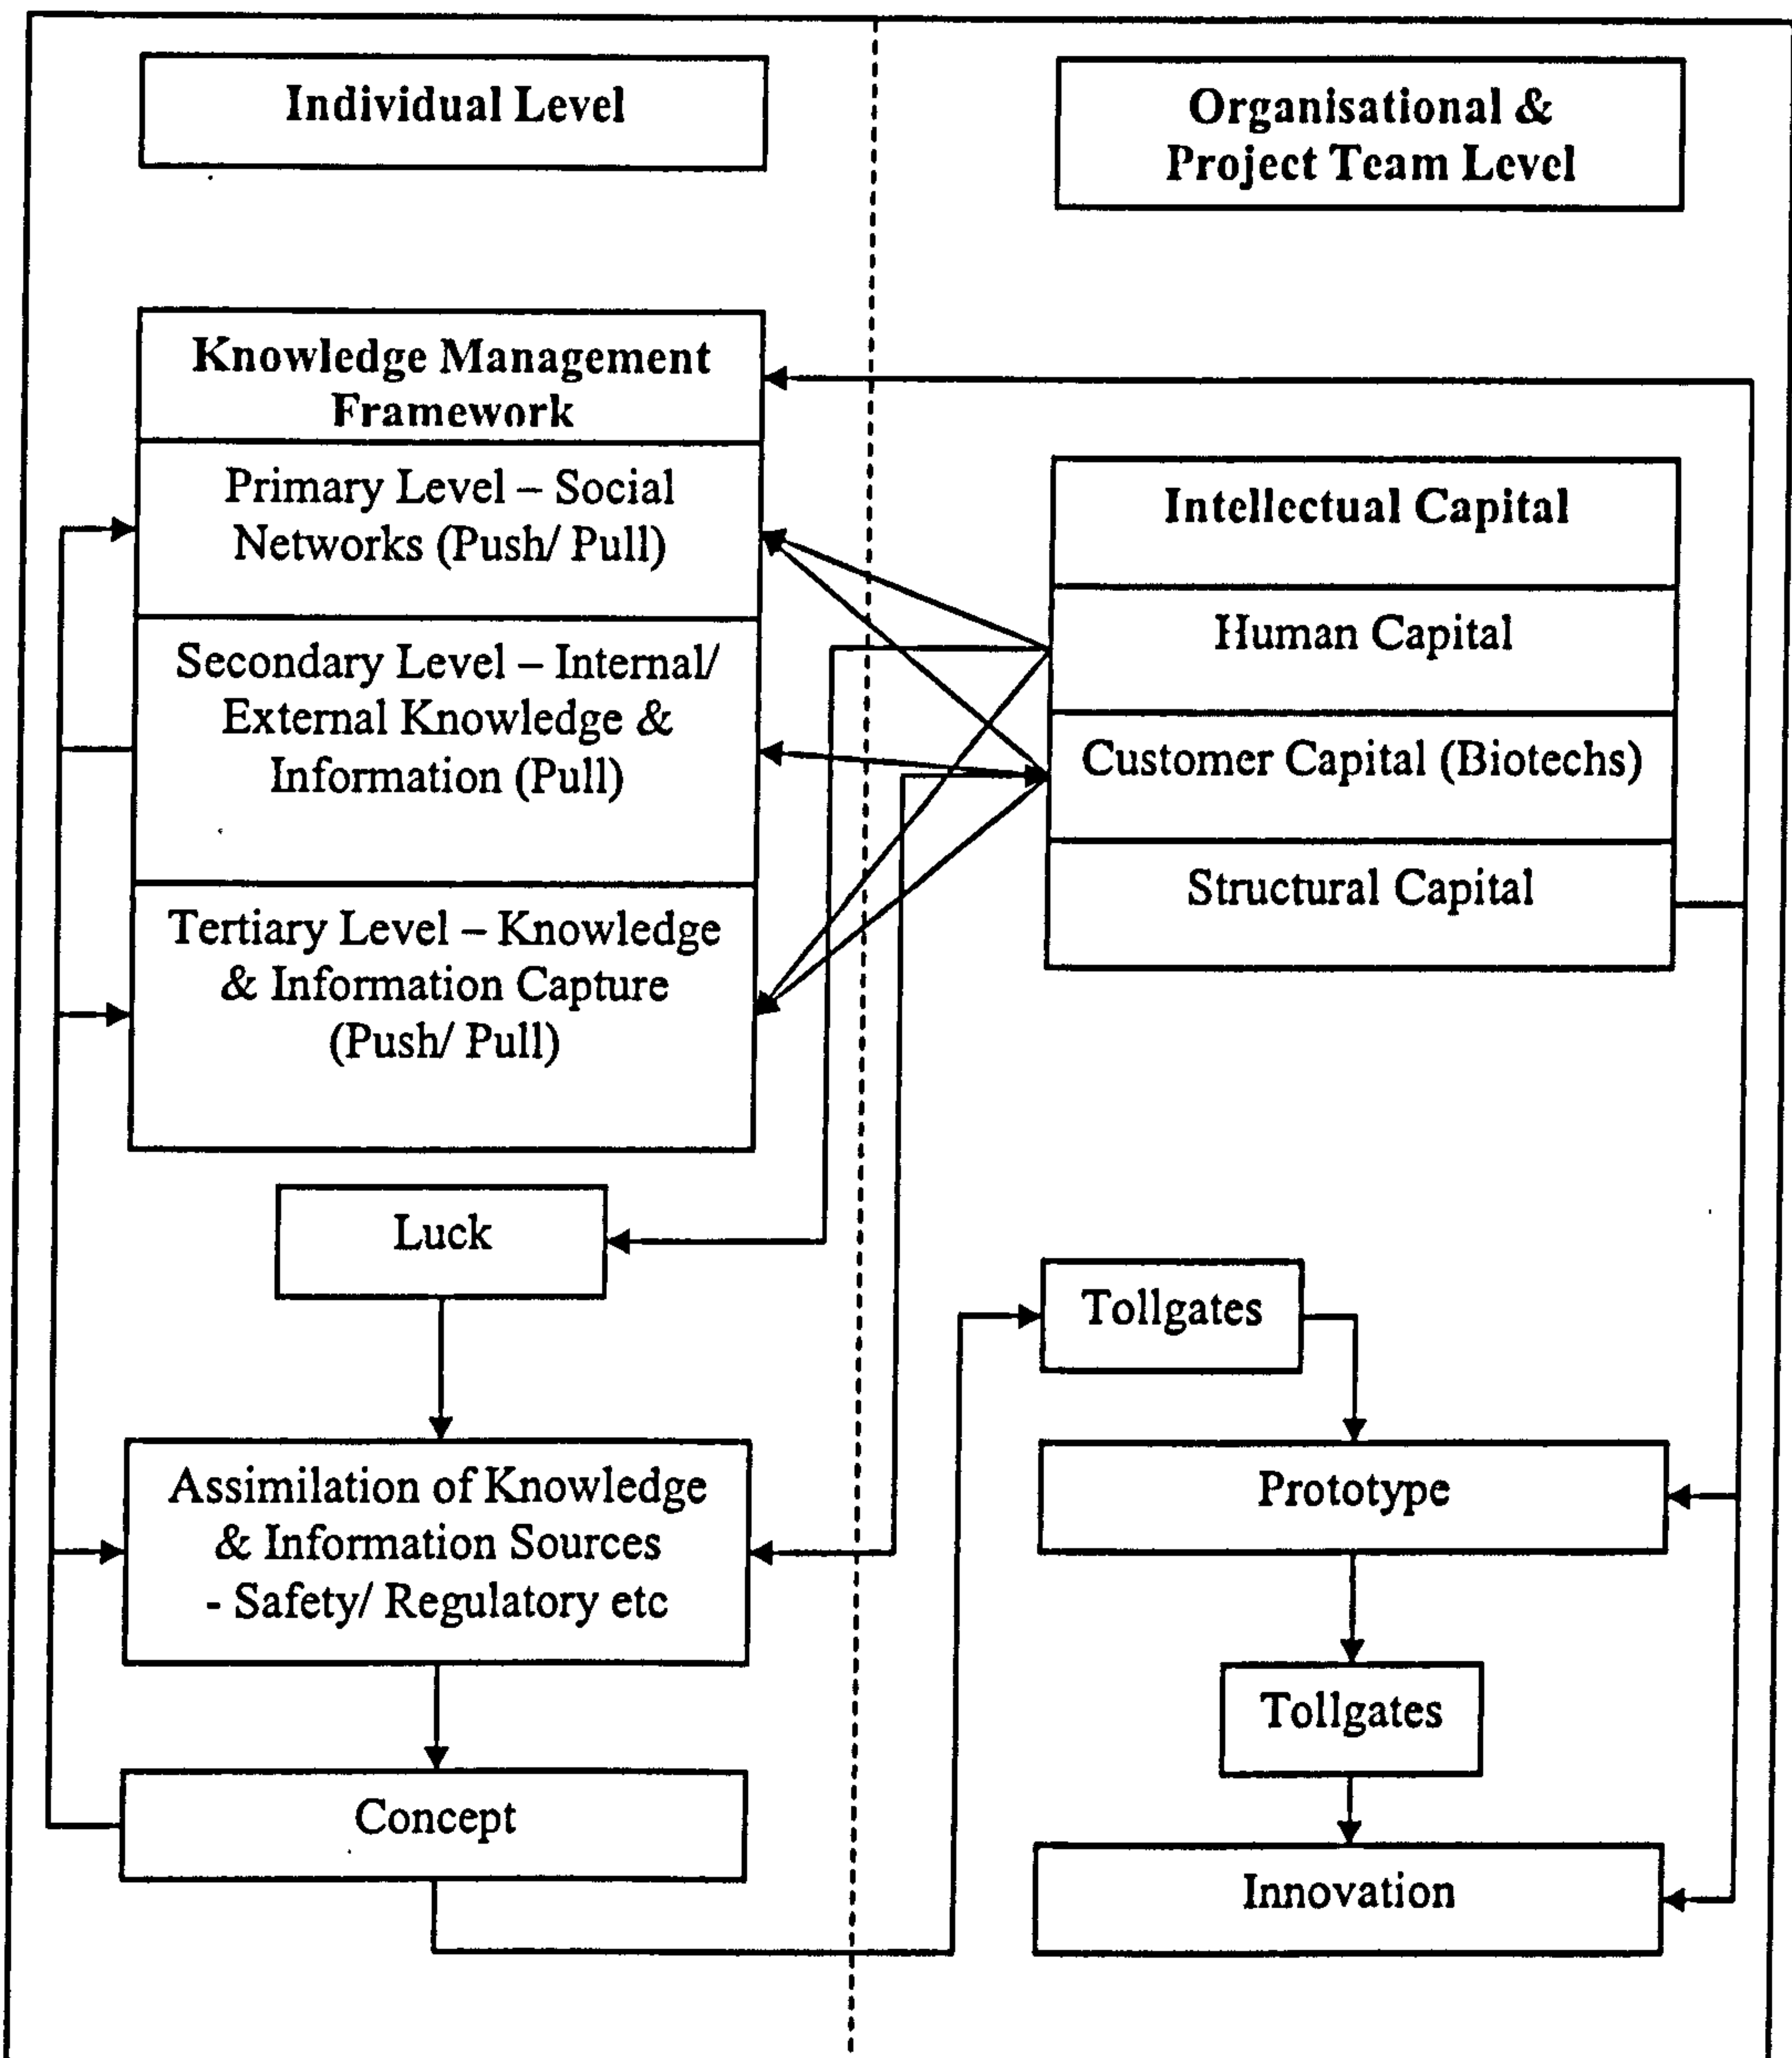 Individual Level
Organisational &
Project Team Level
Knowledge Management
Framework
Primary Level – Social
Networks (Push/ Pull)
Secondary Level – Internal/
External Knowledge &
Information (Pull)
Tertiary Level – Knowledge
& Information Capture
(Push/ Pull)
Intellectual Capital
Human Capital
Customer Capital (Biotechs)
Structural Capital
Luck
Assimilation of Knowledge
& Information Sources
- Safety/ Regulatory etc
Concept
Tollgates
Prototype
Tollgates
Innovation